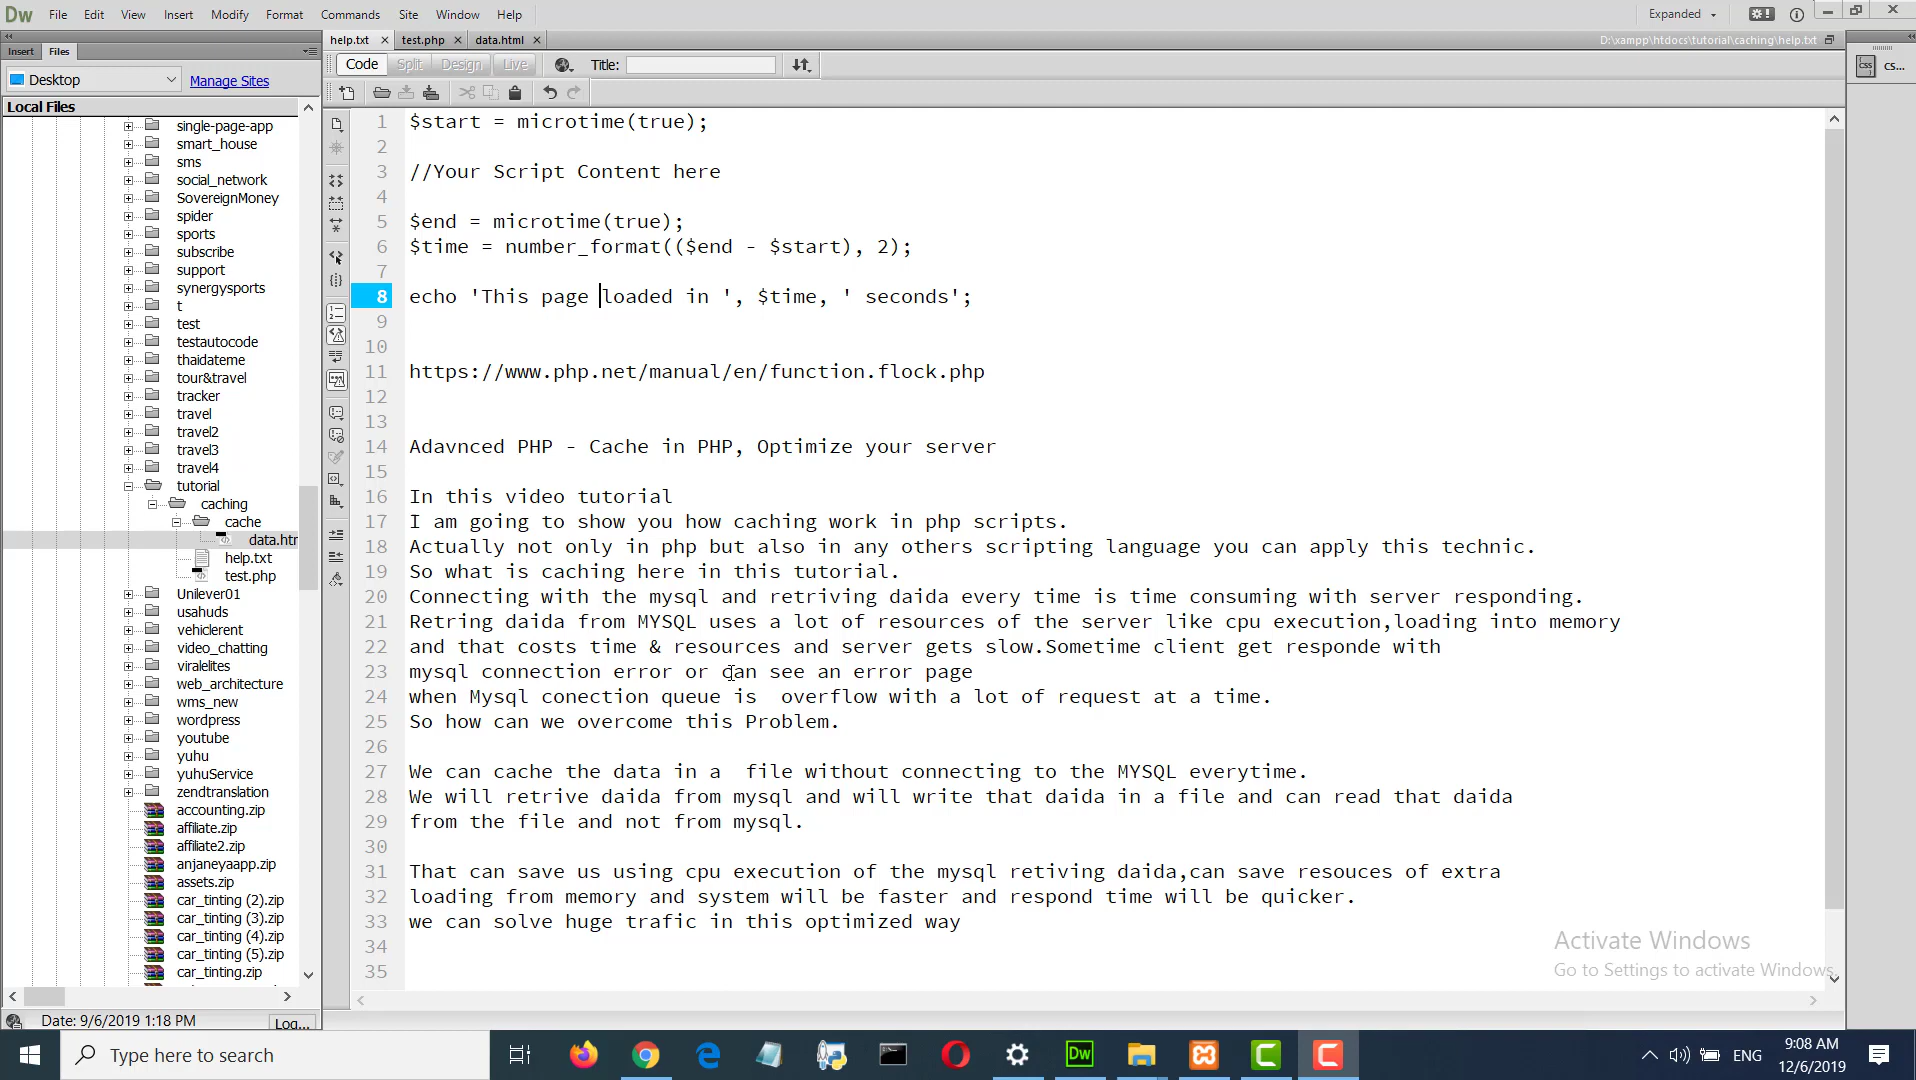 Dw File Edit View Insert Modify Format Commands Site Window Help
Expanded
Insert Files
help.txt × test.php × data.html ×
D:\xampp\htdocs\tutorial\caching\help.txt
Code Split Design Live Title:
CSS cs...
Desktop Manage Sites
Local Files
single-page-app
smart_house
sms
social_network
SovereignMoney
spider
sports
subscribe
support
synergysports
t
test
testautocode
thaidateme
tour&travel
tracker
travel
travel2
travel3
travel4
tutorial
caching
cache
data.htr
help.txt
test.php
Unilever01
usahuds
vehiclerent
video_chatting
viralelites
web_architecture
wms_new
wordpress
youtube
yuhu
yuhuService
zendtranslation
accounting.zip
affiliate.zip
affiliate2.zip
anjaneyaapp.zip
assets.zip
car_tinting (2).zip
car_tinting (3).zip
car_tinting (4).zip
car_tinting (5).zip
car_tinting.zip
Date: 9/6/2019 1:18 PM Log...
1 $start = microtime(true);
2
3 //Your Script Content here
4
5 $end = microtime(true);
6 $time = number_format(($end - $start), 2);
7
8 echo 'This page loaded in ', $time, ' seconds';
9
10
11 https://www.php.net/manual/en/function.flock.php
12
13
14 Adavnced PHP - Cache in PHP, Optimize your server
15
16 In this video tutorial
17 I am going to show you how caching work in php scripts.
18 Actually not only in php but also in any others scripting language you can apply this technic.
19 So what is caching here in this tutorial.
20 Connecting with the mysql and retriving daida every time is time consuming with server responding.
21 Retring daida from MYSQL uses a lot of resources of the server like cpu execution,loading into memory
22 and that costs time & resources and server gets slow.Sometime client get responde with
23 mysql connection error or can see an error page
24 when Mysql conection queue is  overflow with a lot of request at a time.
25 So how can we overcome this Problem.
26
27 We can cache the data in a  file without connecting to the MYSQL everytime.
28 We will retrive daida from mysql and will write that daida in a file and can read that daida
29 from the file and not from mysql.
30
31 That can save us using cpu execution of the mysql retiving daida,can save resouces of extra
32 loading from memory and system will be faster and respond time will be quicker.
33 we can solve huge trafic in this optimized way
34
35
Activate Windows
Go to Settings to activate Windows.
Type here to search
Dw
ENG
9:08 AM
12/6/2019